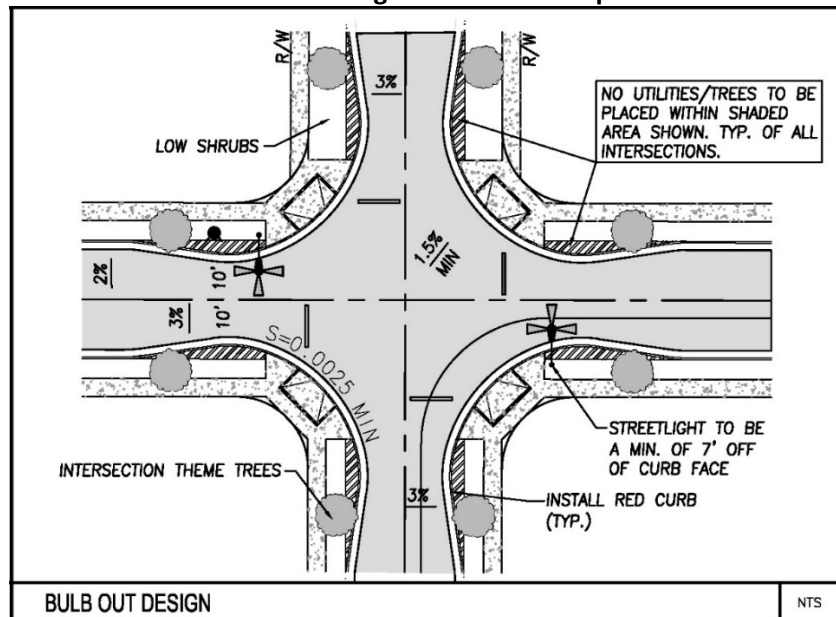 R/W
R/W
3%
NO UTILITIES/TREES TO BE
PLACED WITHIN SHADED
AREA SHOWN. TYP. OF ALL
INTERSECTIONS.
LOW SHRUBS
1.5%
MIN
2%
10'
3%
10'
S=0.0025 MIN
STREETLIGHT TO BE
A MIN. OF 7' OFF
OF CURB FACE
INTERSECTION THEME TREES
3%
INSTALL RED CURB
(TYP.)
BULB OUT DESIGN
NTS